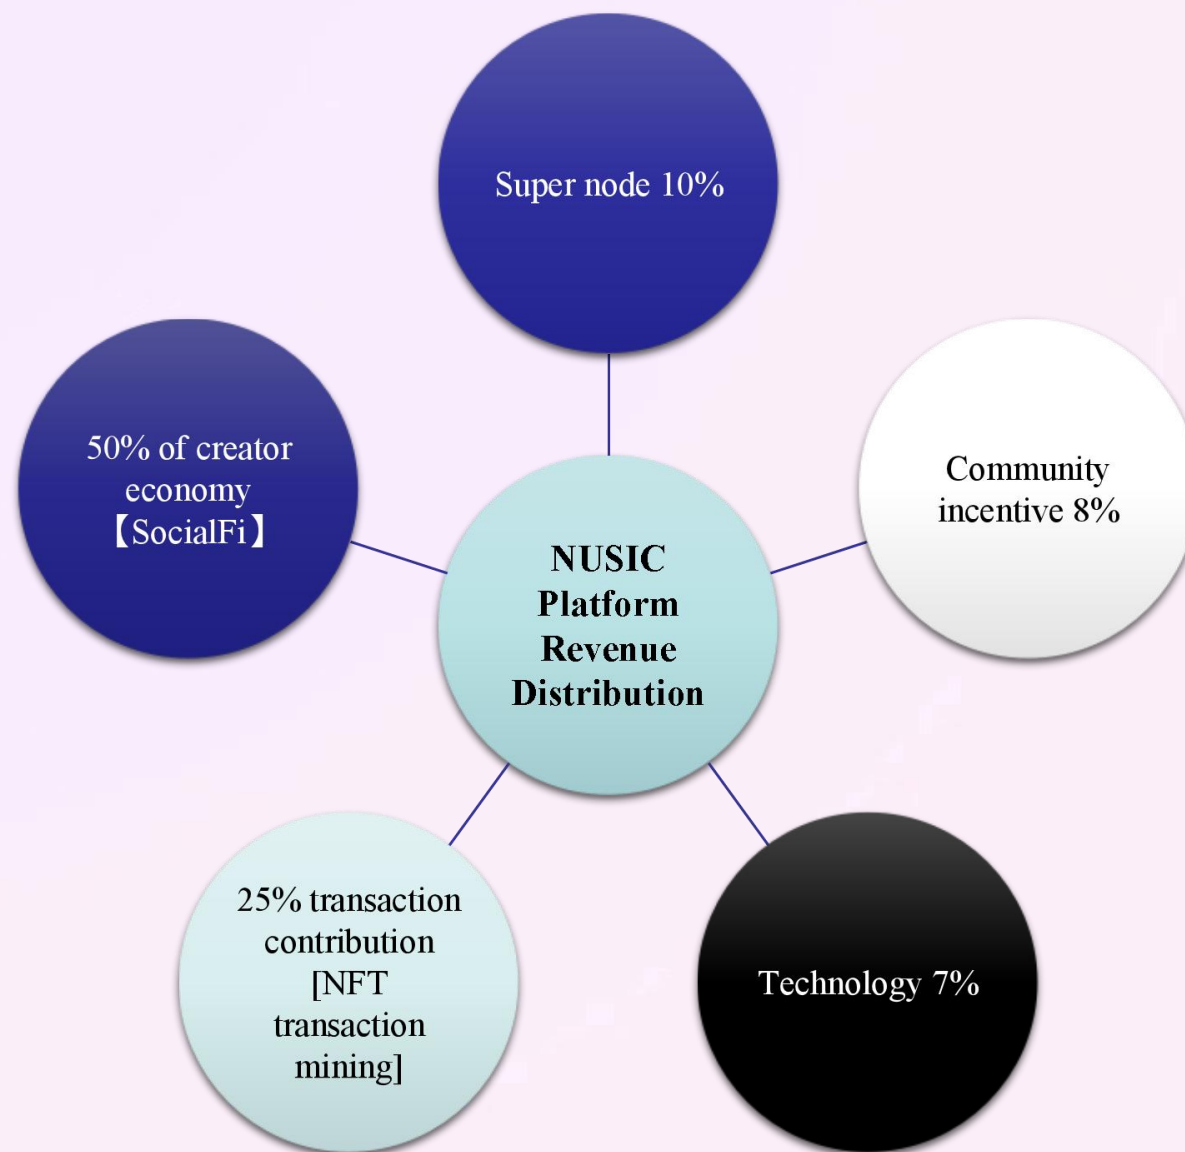 Super node 10%
50% of creator
economy
【SocialFi】
Community
incentive 8%
NUSIC
Platform
Revenue
Distribution
25% transaction
contribution
[NFT
transaction
mining]
Technology 7%